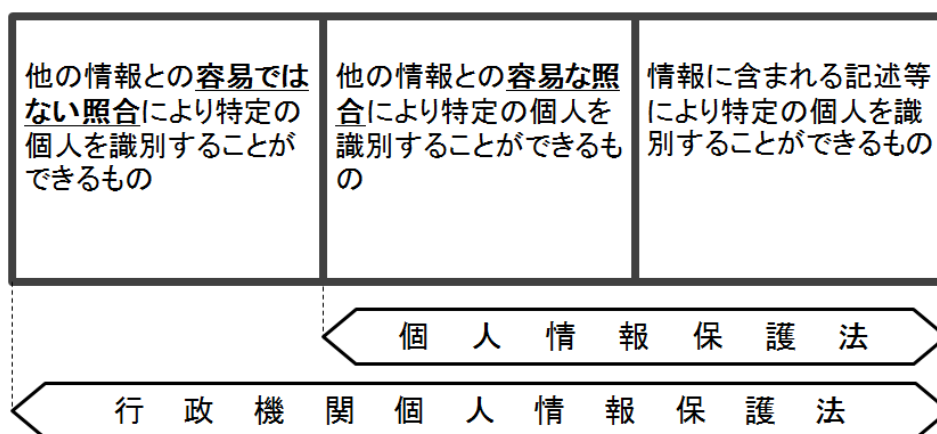 他の情報との容易では
ない照合により特定の
個人を識別することが
できるもの
他の情報との容易な照
合により特定の個人を
識別することができるも
の
情報に含まれる記述等
により特定の個人を識
別することができるもの
個人情報保護法
行政機関個人情報保護法